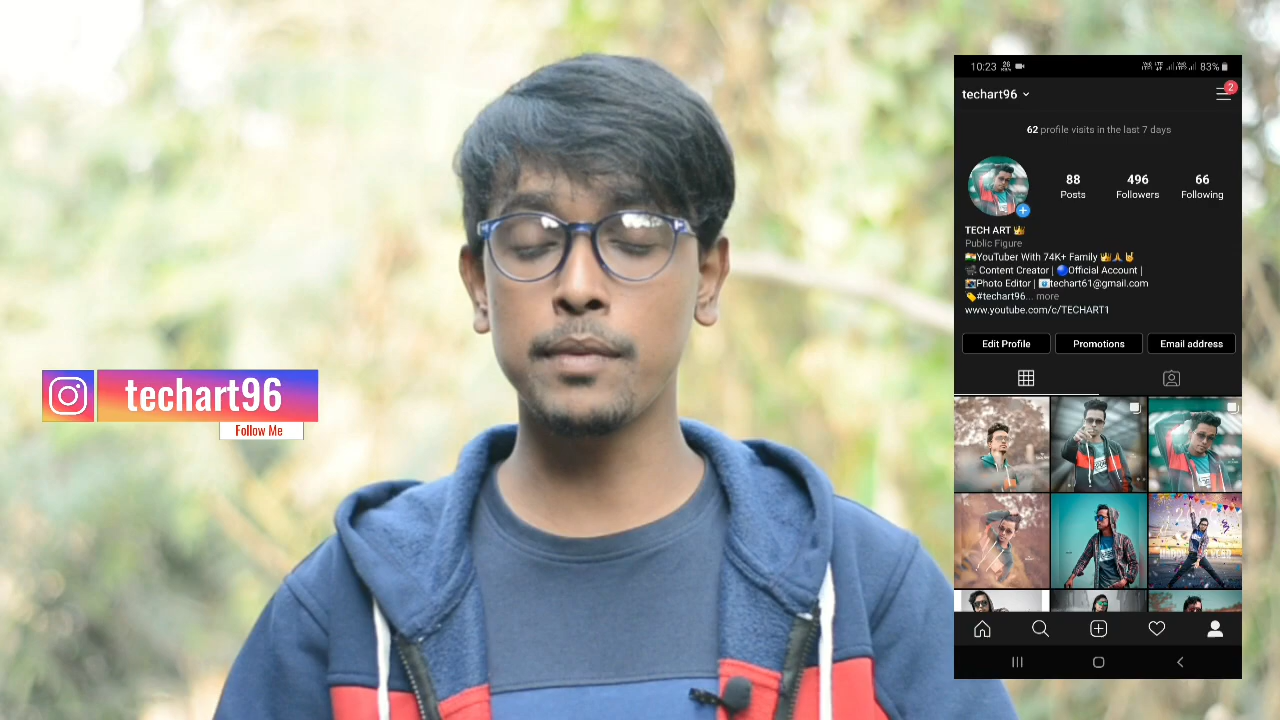 techart96
Follow Me
10:23
83%
techart96
2
62 profile visits in the last 7 days
88 496 66
Posts Followers Following
TECH ART 👑
Public Figure
🇮🇳YouTuber With 74K+ Family 👑🙏🤘
🎥 Content Creator | 🌏Official Account |
🌄Photo Editor | 📧techart61@gmail.com
🏷️#techart96... more
www.youtube.com/c/TECHART1
Edit Profile Promotions Email address